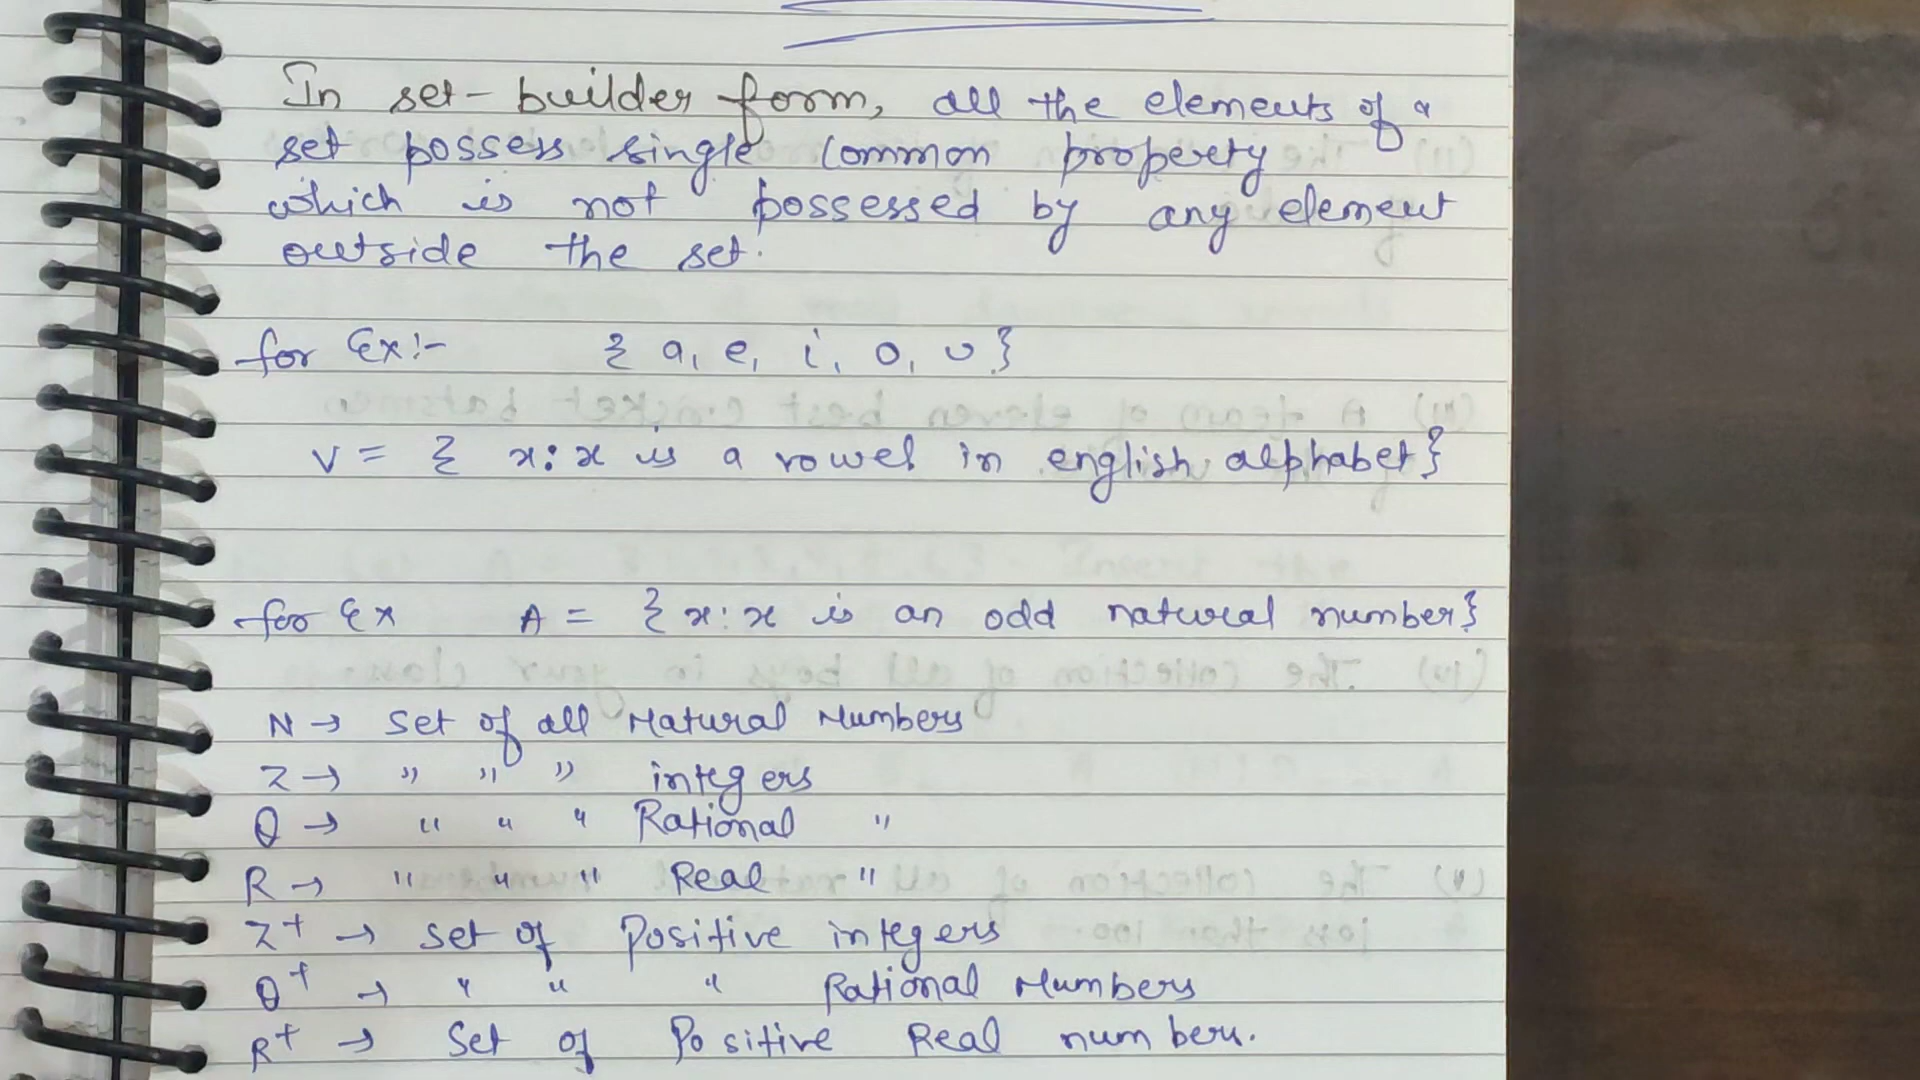 In set-builder form, all the elements of a
set possess single common property
which is not possessed by any element
outside the set.
for Ex:- { a, e, i, o, u }
V = { x : x is a vowel in english alphabet}
for Ex A = { x : x is an odd natural number}
N → Set of all Natural Numbers
Z → " " " integers
Q → " " " Rational "
R → " " " Real "
Z+ → set of Positive integers
Q+ → " " " Rational Numbers
R+ → Set of Positive Real numbers.